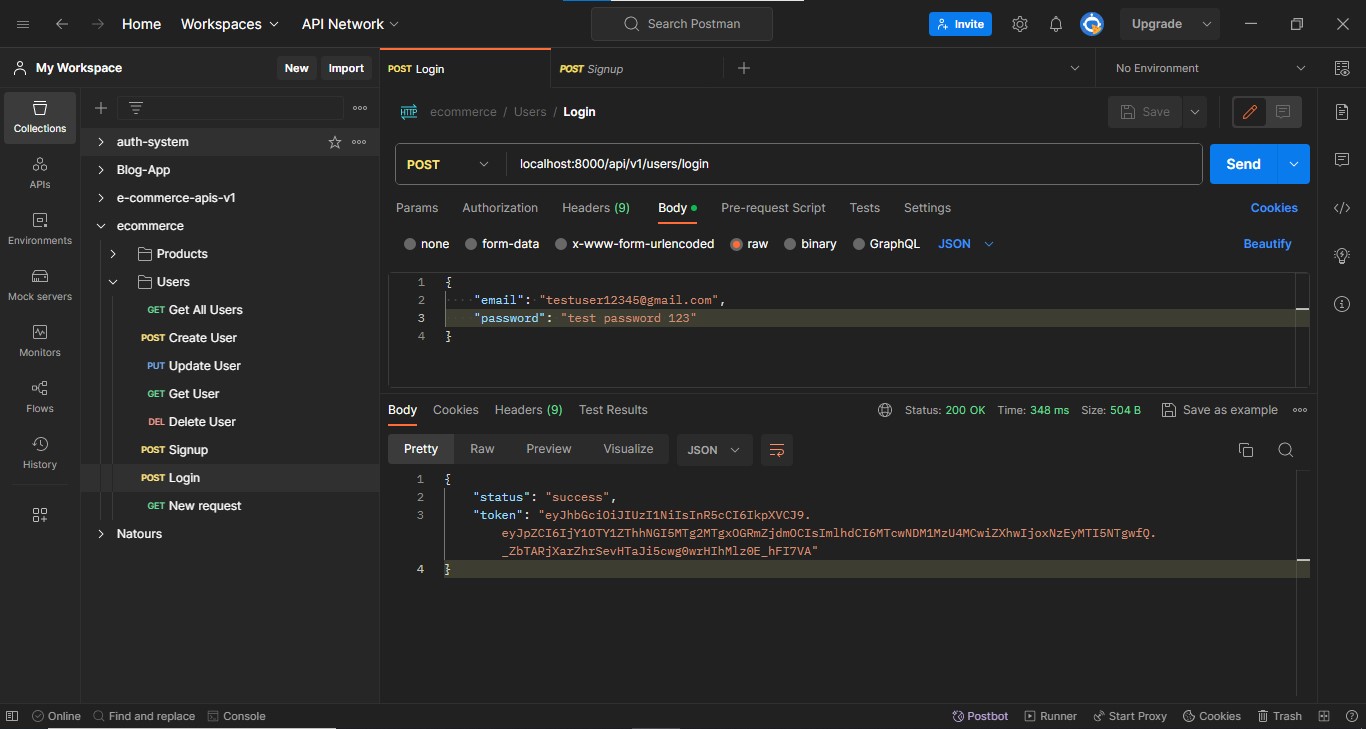 Home Workspaces API Network Search Postman Invite Upgrade
My Workspace New Import POST Login POST Signup No Environment
Collections
APIs
Environments
Mock servers
Monitors
Flows
History
auth-system
Blog-App
e-commerce-apis-v1
ecommerce
Products
Users
GET Get All Users
POST Create User
PUT Update User
GET Get User
DEL Delete User
POST Signup
POST Login
GET New request
Natours
HTTP ecommerce / Users / Login Save
POST localhost:8000/api/v1/users/login Send
Params Authorization Headers (9) Body Pre-request Script Tests Settings Cookies
none form-data x-www-form-urlencoded raw binary GraphQL JSON Beautify
1 {
2 "email": "testuser12345@gmail.com",
3 "password": "test password 123"
4 }
Body Cookies Headers (9) Test Results Status: 200 OK Time: 348 ms Size: 504 B Save as example
Pretty Raw Preview Visualize JSON
1 {
2 "status": "success",
3 "token": "eyJhbGciOiJIUzI1NiIsInR5cCI6IkpXVCJ9.
eyJpZCI6IjY1OTY1ZThhNGI5MTg2MTgxOGRmZjdmOCIsImlhdCI6MTcwNDM1MzU4MCwiZXhwIjoxNzEyMTI5NTgwfQ.
_ZbTARjXarZhrSevHTaJi5cwg0wrHIhMlz0E_hFI7VA"
4 }
Online Find and replace Console Postbot Runner Start Proxy Cookies Trash